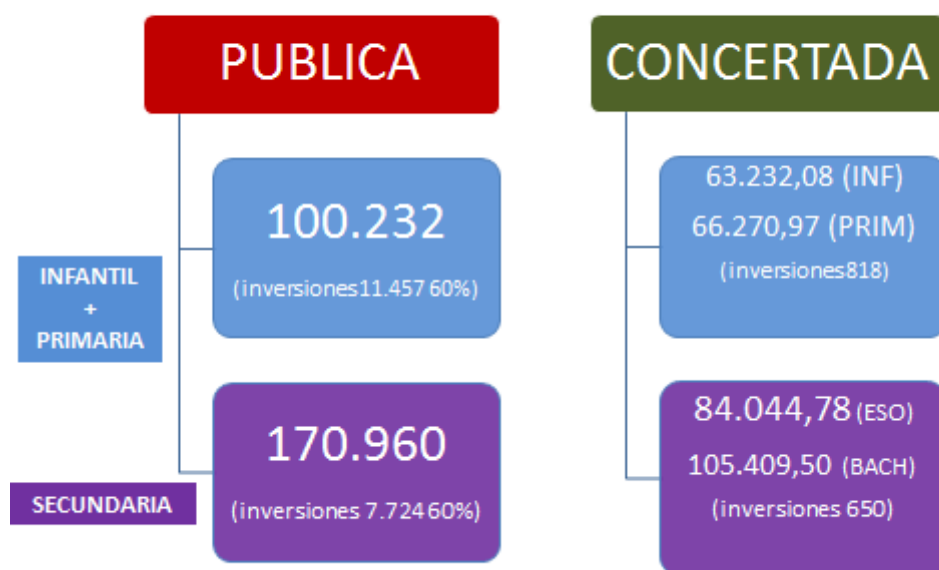 PUBLICA
CONCERTADA
INFANTIL
+
PRIMARIA
100.232
(inversiones11.457 60%)
63.232,08 (INF)
66.270,97 (PRIM)
(inversiones818)
SECUNDARIA
170.960
(inversiones 7.724 60%)
84.044,78 (ESO)
105.409,50 (BACH)
(inversiones 650)